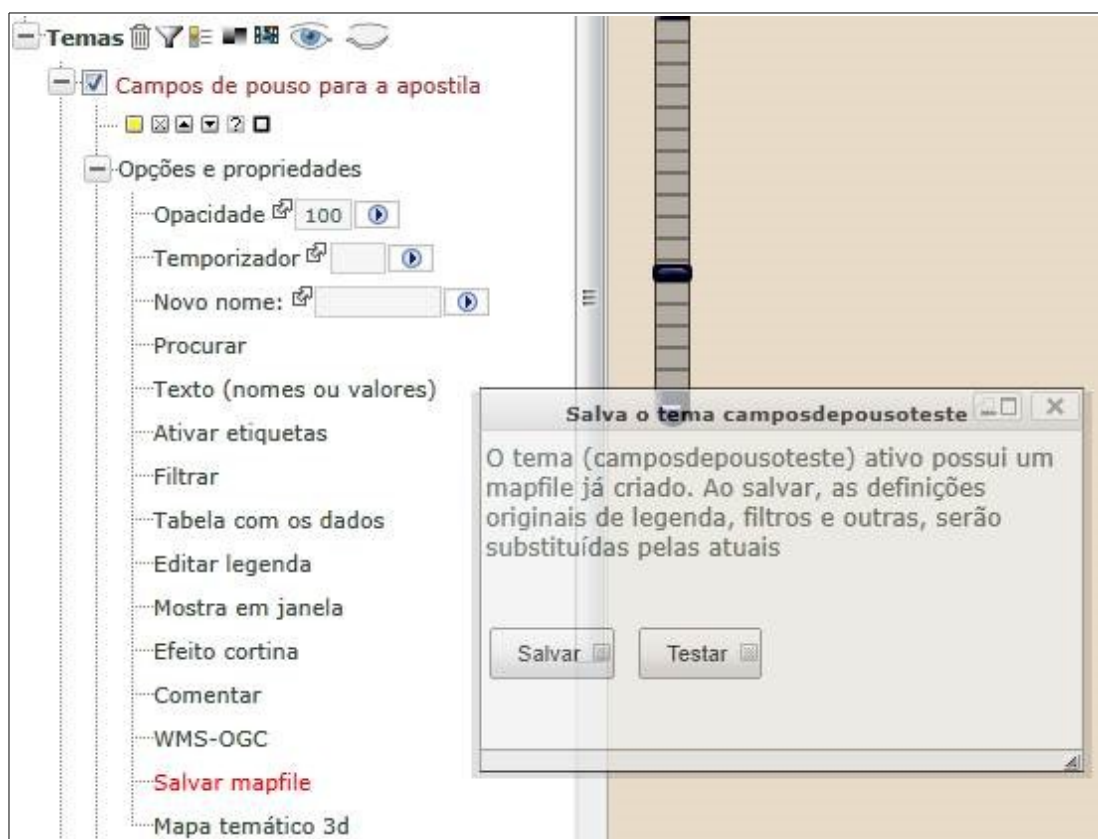 Temas
Campos de pouso para a apostila
Opções e propriedades
Opacidade 100
Temporizador
Novo nome:
Procurar
Texto (nomes ou valores)
Ativar etiquetas
Filtrar
Tabela com os dados
Editar legenda
Mostra em janela
Efeito cortina
Comentar
WMS-OGC
Salvar mapfile
Mapa temático 3d
Salva o tema camposdepousoteste
O tema (camposdepousoteste) ativo possui um
mapfile já criado. Ao salvar, as definições
originais de legenda, filtros e outras, serão
substituídas pelas atuais
Salvar
Testar